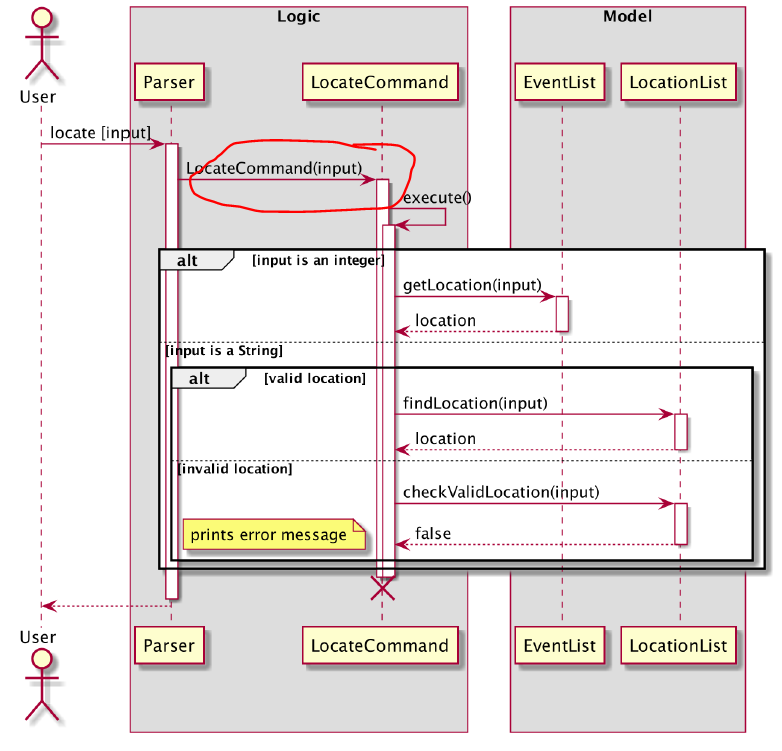 Logic
Model
User
Parser
LocateCommand
EventList
LocationList
locate [input]
LocateCommand(input)
execute()
alt
[input is an integer]
getLocation(input)
location
[input is a String]
alt
[valid location]
findLocation(input)
location
[invalid location]
checkValidLocation(input)
prints error message
false
User
Parser
LocateCommand
EventList
LocationList